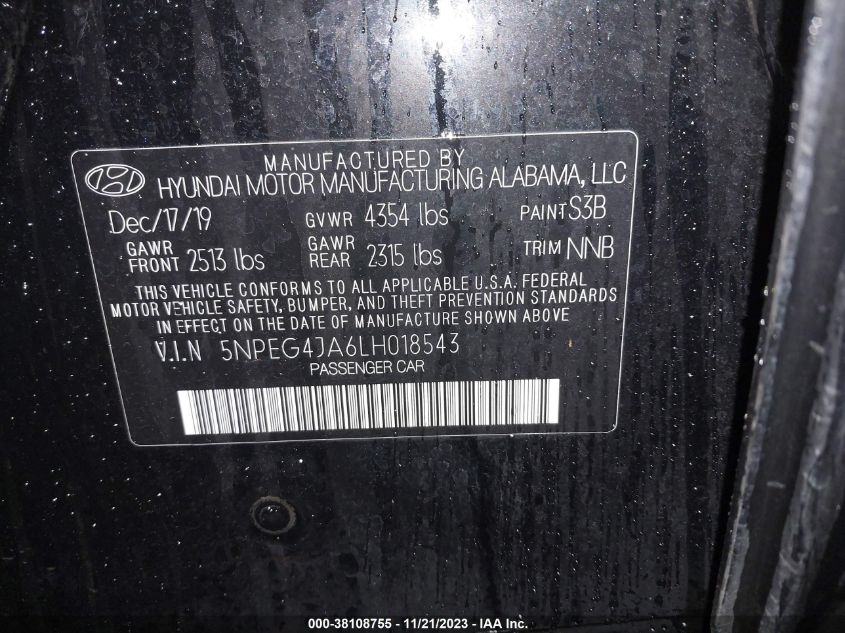 MANUFACTURED BY
HYUNDAI MOTOR MANUFACTURING ALABAMA, LLC
Dec/17/19 GVWR 4354 lbs PAINT S3B
GAWR FRONT 2513 lbs GAWR REAR 2315 lbs TRIM NNB
THIS VEHICLE CONFORMS TO ALL APPLICABLE U.S.A. FEDERAL
MOTOR VEHICLE SAFETY, BUMPER, AND THEFT PREVENTION STANDARDS
IN EFFECT ON THE DATE OF MANUFACTURE SHOWN ABOVE
V.I.N 5NPEG4JA6LH018543
PASSENGER CAR
000-38108755 - 11/21/2023 - IAA Inc.